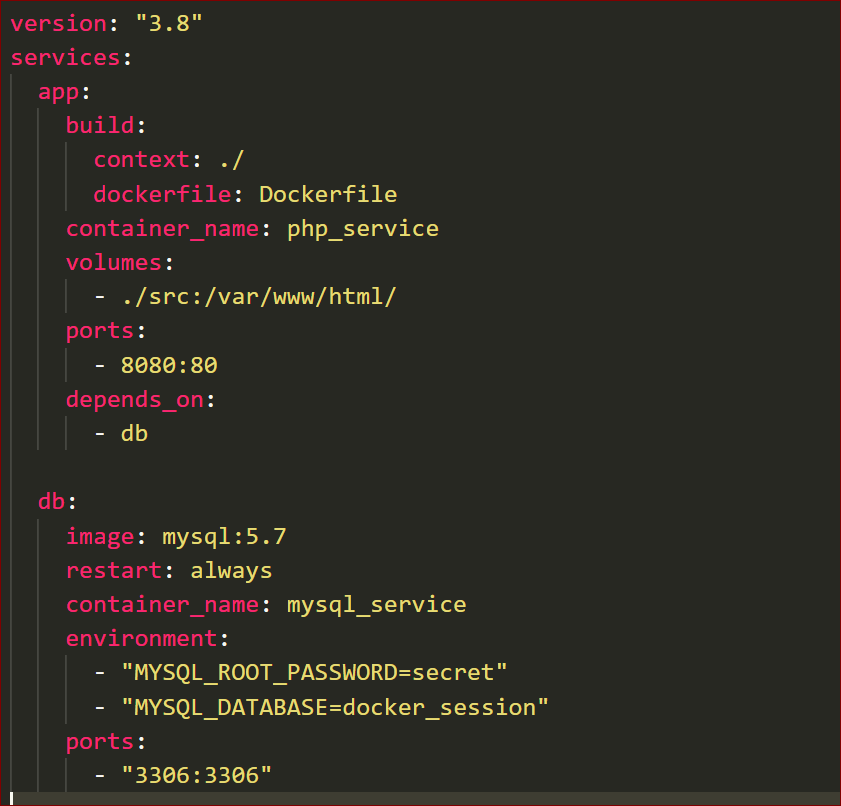 version: "3.8"
services:
  app:
    build:
      context: ./
      dockerfile: Dockerfile
    container_name: php_service
    volumes:
      - ./src:/var/www/html/
    ports:
      - 8080:80
    depends_on:
      - db

  db:
    image: mysql:5.7
    restart: always
    container_name: mysql_service
    environment:
      - "MYSQL_ROOT_PASSWORD=secret"
      - "MYSQL_DATABASE=docker_session"
    ports:
      - "3306:3306"